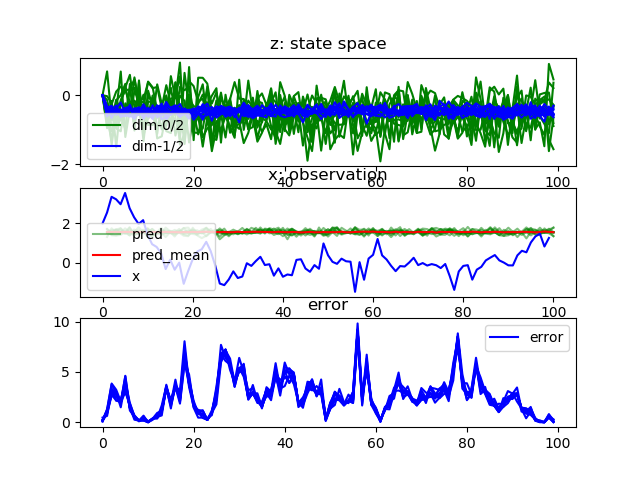 z: state space
0
−2
dim-0/2
dim-1/2
0 20 40 60 80 100
x: observation
2
0
pred
pred_mean
x
0 20 40 60 80 100
error
10
5
0
error
0 20 40 60 80 100